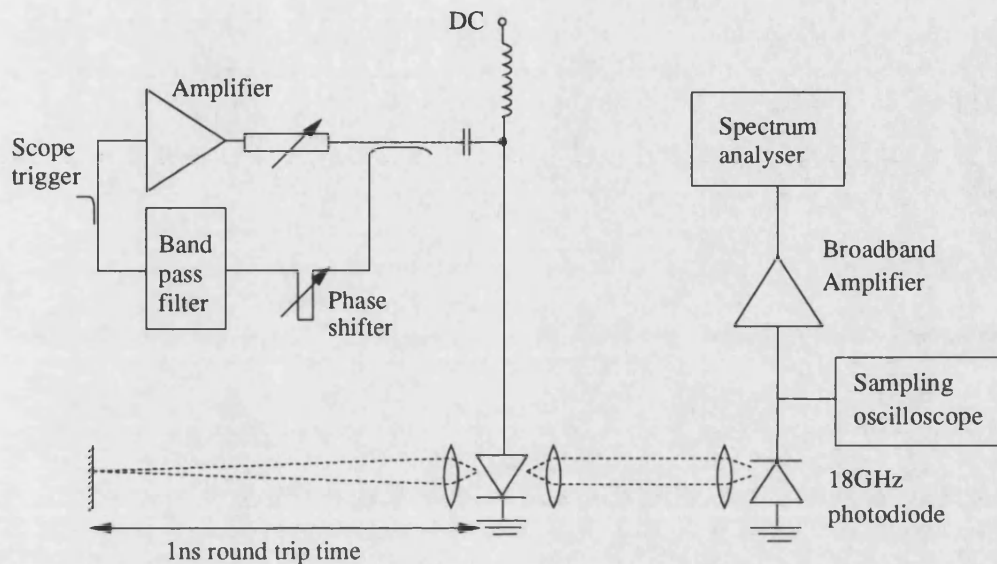 DC
Amplifier
Scope
trigger
Band
pass
filter
Phase
shifter
Spectrum
analyser
Broadband
Amplifier
Sampling
oscilloscope
18GHz
photodiode
1ns round trip time